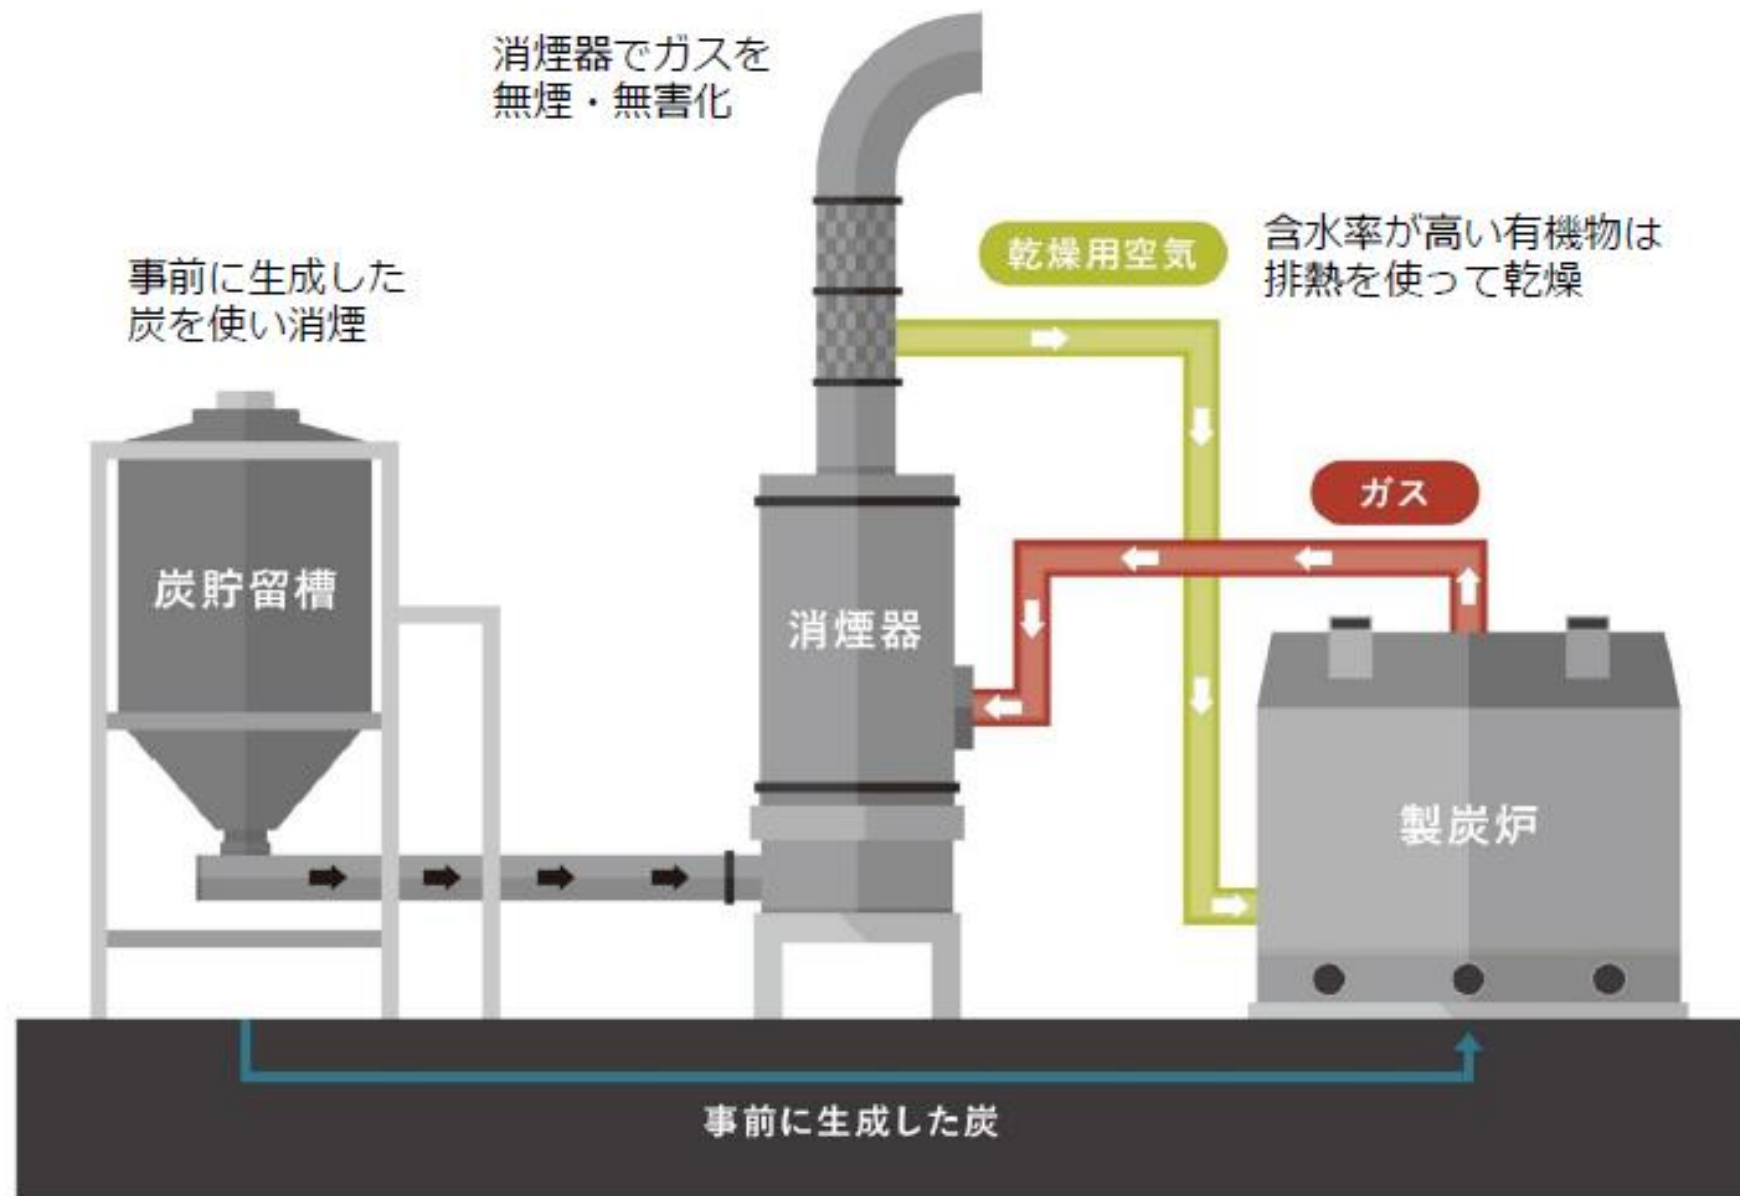 消煙器でガスを
無煙・無害化
乾燥用空気
含水率が高い有機物は
排熱を使って乾燥
事前に生成した
炭を使い消煙
ガス
炭貯留槽
消煙器
製炭炉
事前に生成した炭